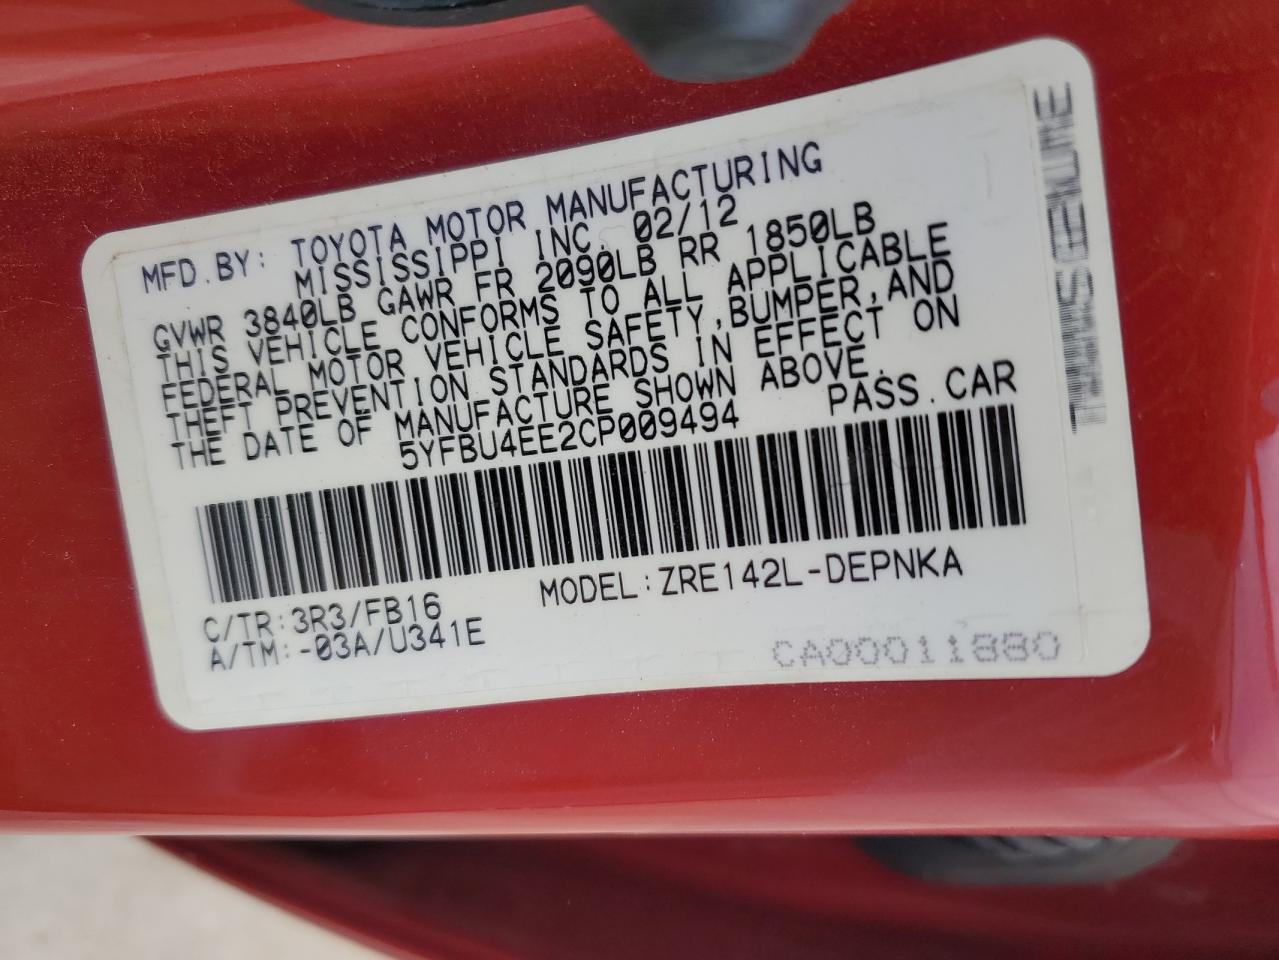 MFD.BY: TOYOTA MOTOR MANUFACTURING
MISSISSIPPI INC. 02/12
GVWR 3840LB GAWR FR 2090LB RR 1850LB
THIS VEHICLE CONFORMS TO ALL APPLICABLE
FEDERAL MOTOR VEHICLE SAFETY,BUMPER,AND
THEFT PREVENTION STANDARDS IN EFFECT ON
THE DATE OF MANUFACTURE SHOWN ABOVE.
5YFBU4EE2CP009494 PASS.CAR
C/TR:3R3/FB16 MODEL:ZRE142L-DEPNKA
A/TM:-03A/U341E
CA00011880